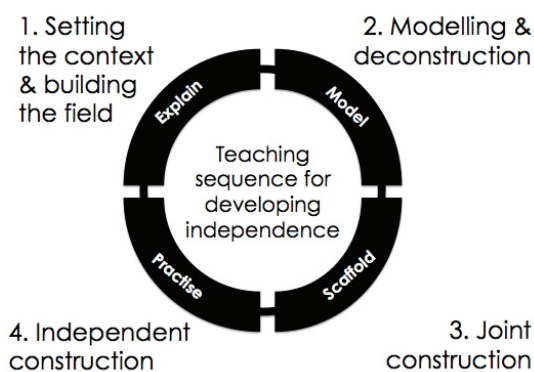 1. Setting
the context
& building
the field
2. Modelling &
deconstruction
Explain
Model
Teaching
sequence for
developing
independence
Practise
Scaffold
4. Independent
construction
3. Joint
construction